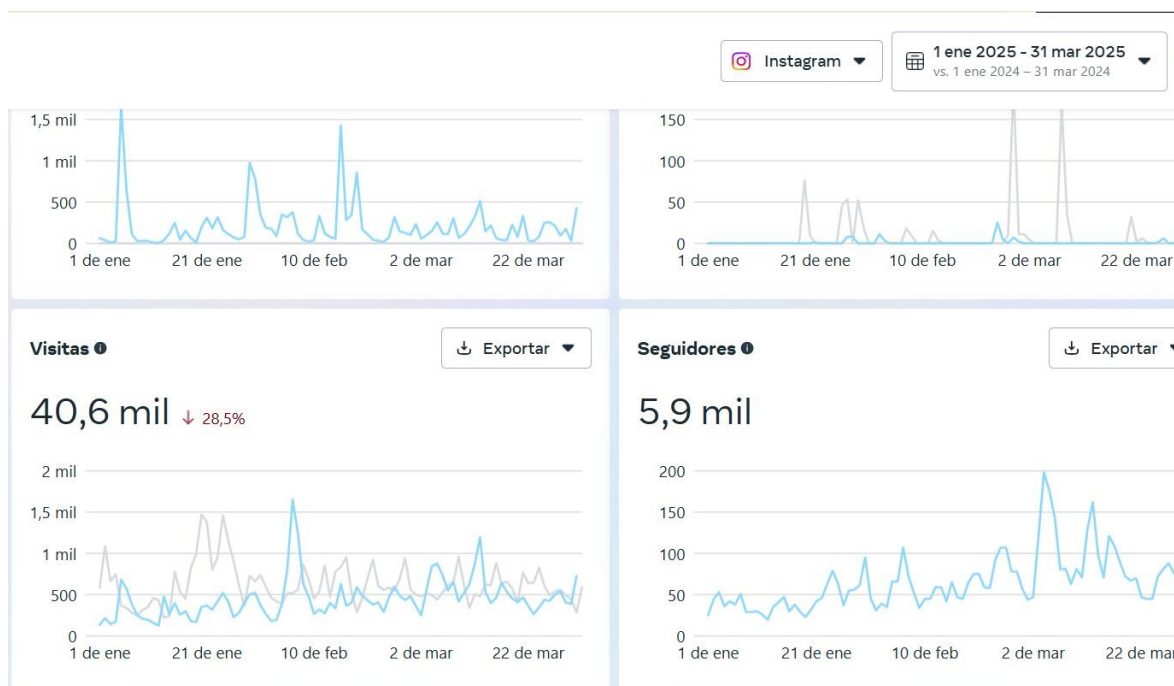 Instagram
1 ene 2025 - 31 mar 2025
vs. 1 ene 2024 – 31 mar 2024
1,5 mil
1 mil
500
0
1 de ene 21 de ene 10 de feb 2 de mar 22 de mar
150
100
50
0
1 de ene 21 de ene 10 de feb 2 de mar 22 de mar
Visitas
Exportar
40,6 mil ↓ 28,5%
2 mil
1,5 mil
1 mil
500
0
1 de ene 21 de ene 10 de feb 2 de mar 22 de mar
Seguidores
Exportar
5,9 mil
200
150
100
50
0
1 de ene 21 de ene 10 de feb 2 de mar 22 de mar